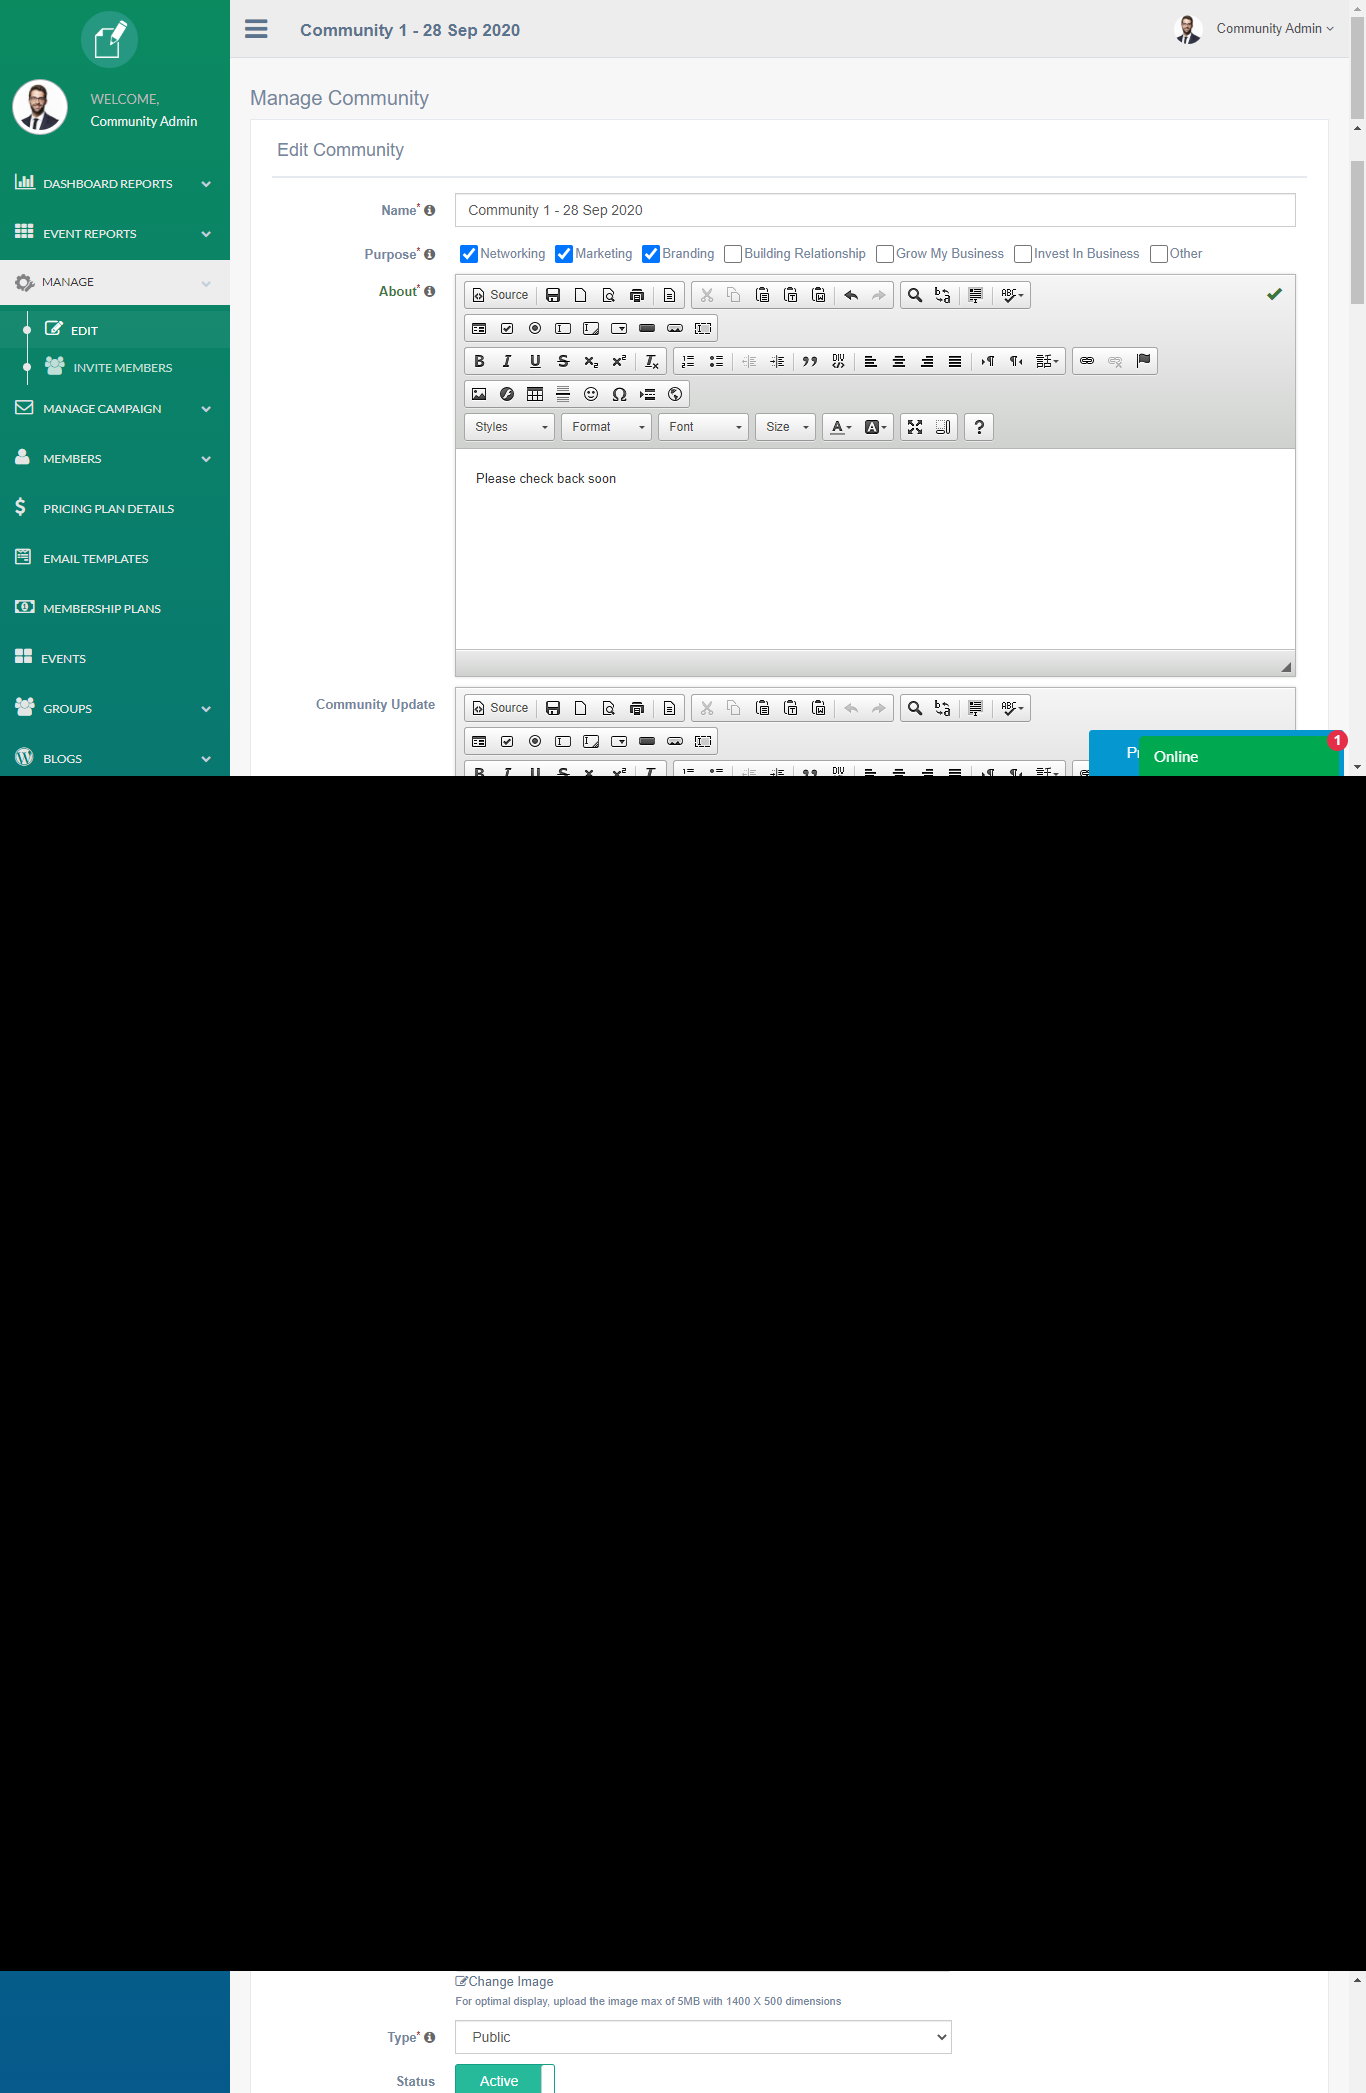 Community 1 - 28 Sep 2020
Community Admin
WELCOME,
Community Admin
DASHBOARD REPORTS
EVENT REPORTS
MANAGE
EDIT
INVITE MEMBERS
MANAGE CAMPAIGN
MEMBERS
PRICING PLAN DETAILS
EMAIL TEMPLATES
MEMBERSHIP PLANS
EVENTS
GROUPS
BLOGS
Manage Community
Edit Community
Name* Community 1 - 28 Sep 2020
Purpose* Networking Marketing Branding Building Relationship Grow My Business Invest In Business Other
About*
Source
Styles Format Font Size
Please check back soon
Community Update
Source
Online
1
Change Image
For optimal display, upload the image max of 5MB with 1400 X 500 dimensions
Type* Public
Status Active